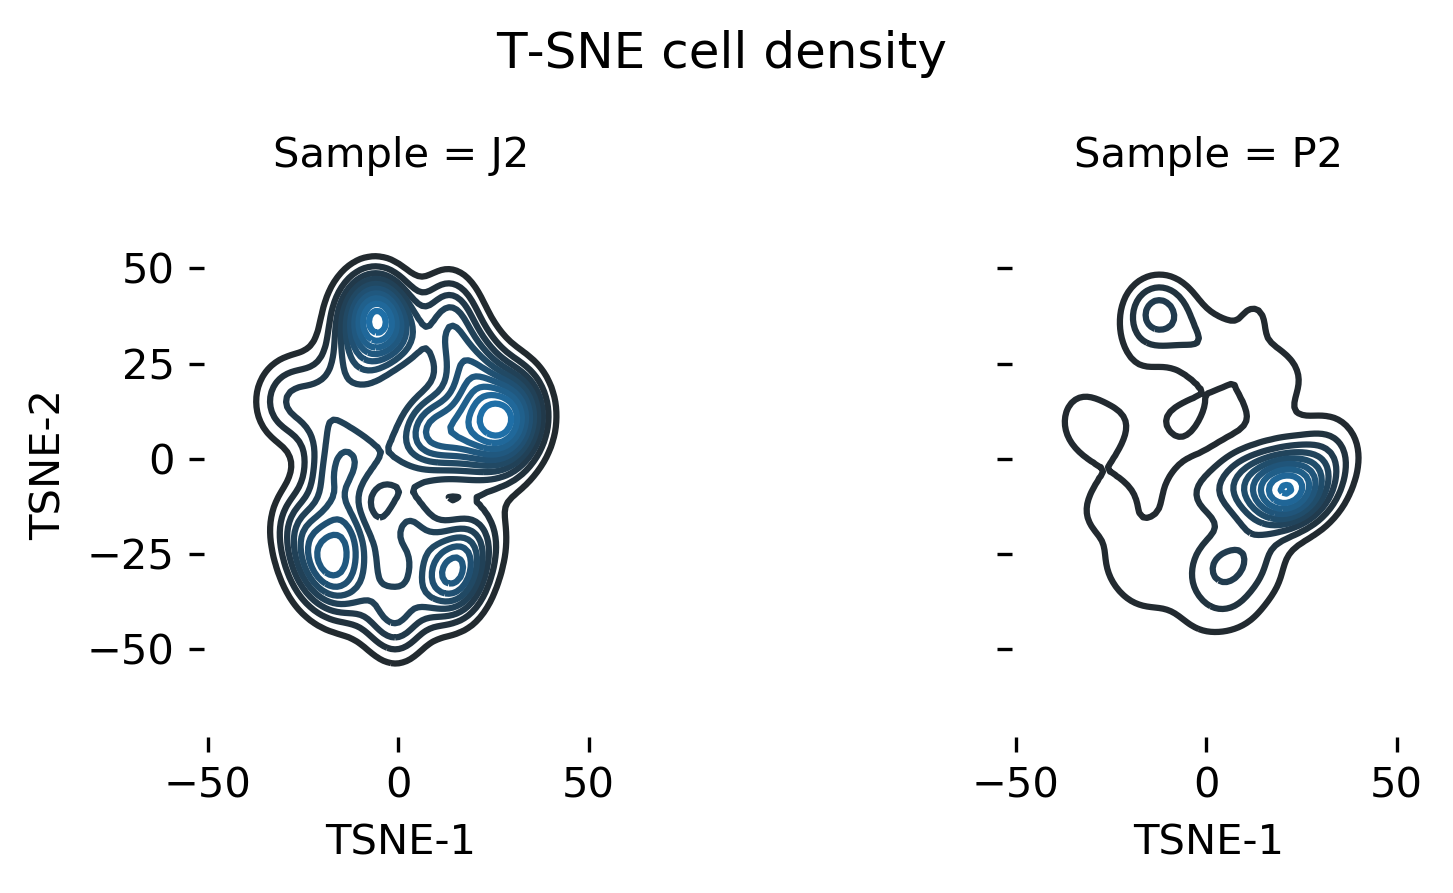 T-SNE cell density
Sample = J2
Sample = P2
50
25
0
−25
−50
TSNE-2
−50 0 50
−50 0 50
TSNE-1
TSNE-1